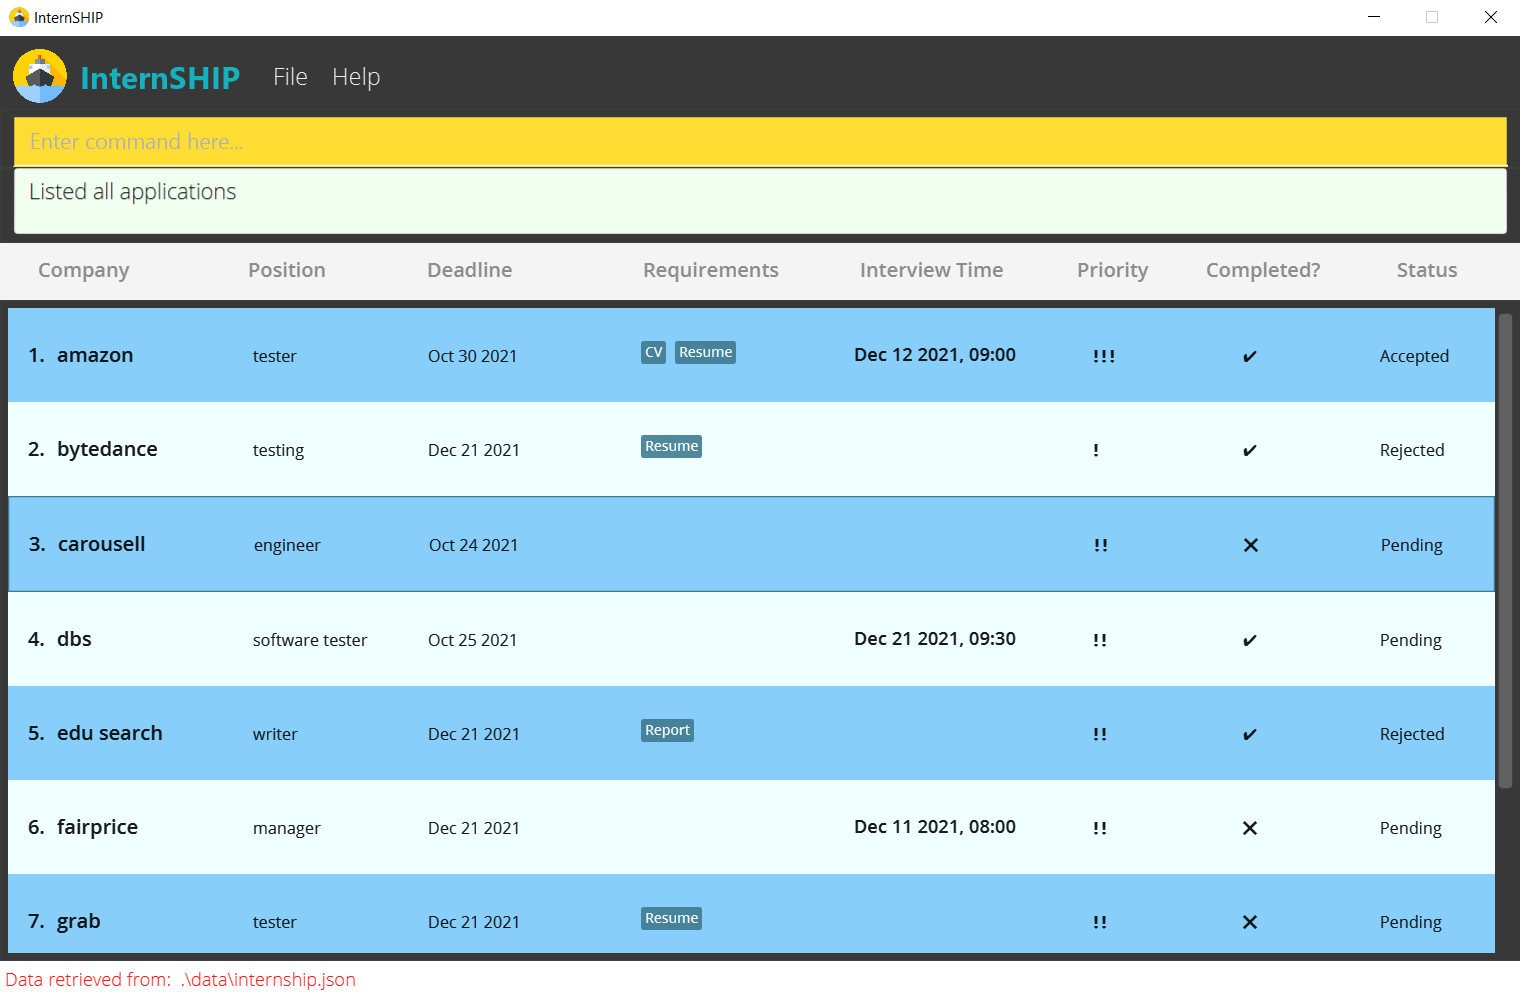 InternSHIP
InternSHIP File Help
Enter command here...
Listed all applications
Company Position Deadline Requirements Interview Time Priority Completed? Status
1. amazon tester Oct 30 2021 CV Resume Dec 12 2021, 09:00 !!! ✔ Accepted
2. bytedance testing Dec 21 2021 Resume ! ✔ Rejected
3. carousell engineer Oct 24 2021 !! ✕ Pending
4. dbs software tester Oct 25 2021 Dec 21 2021, 09:30 !! ✔ Pending
5. edu search writer Dec 21 2021 Report !! ✔ Rejected
6. fairprice manager Dec 21 2021 Dec 11 2021, 08:00 !! ✕ Pending
7. grab tester Dec 21 2021 Resume !! ✕ Pending
Data retrieved from: .\data\internship.json